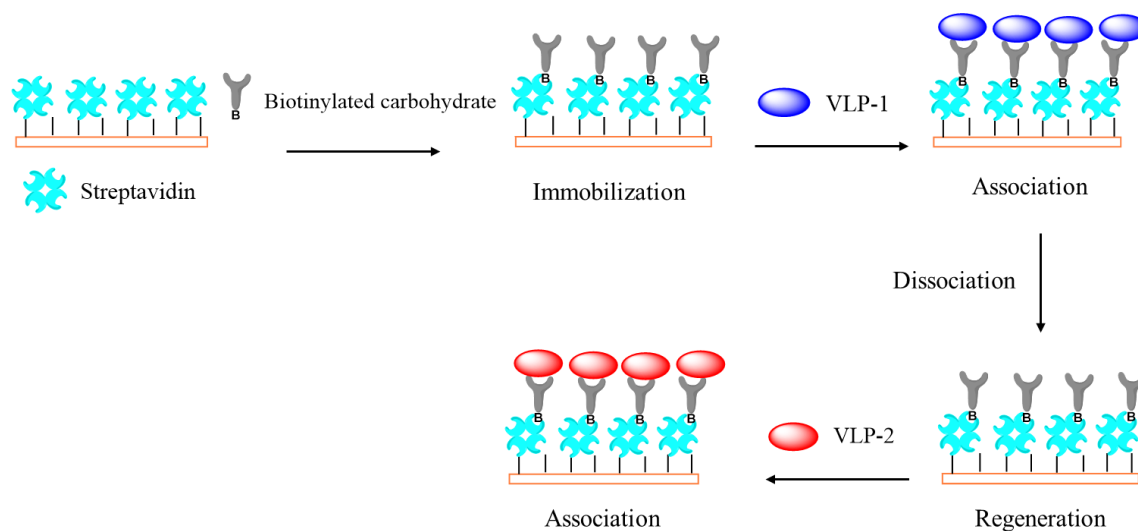 B
Biotinylated carbohydrate
Streptavidin
B B B B
Immobilization
VLP-1
B B B B
Association
Dissociation
B B B B
Regeneration
VLP-2
B B B B
Association